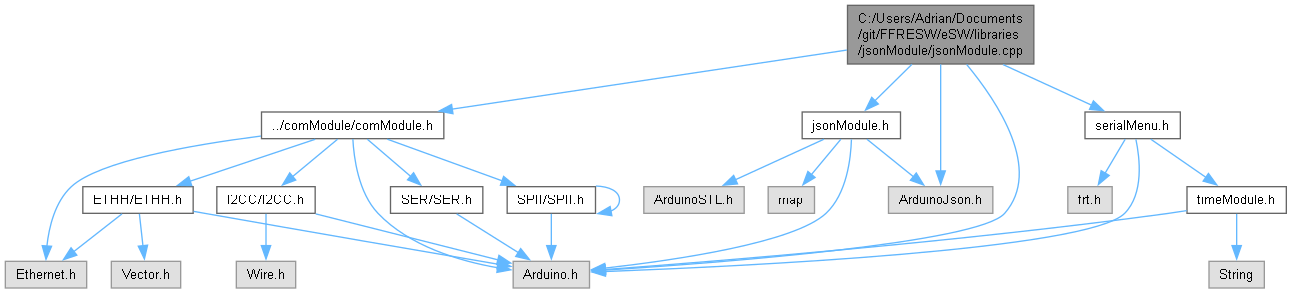 C:/Users/Adrian/Documents
/git/FFRESW/eSW/libraries
/jsonModule/jsonModule.cpp
../comModule/comModule.h
jsonModule.h
serialMenu.h
ETHH/ETHH.h
I2CC/I2CC.h
SER/SER.h
SPII/SPII.h
ArduinoSTL.h
map
ArduinoJson.h
frt.h
timeModule.h
Ethernet.h
Vector.h
Wire.h
Arduino.h
String